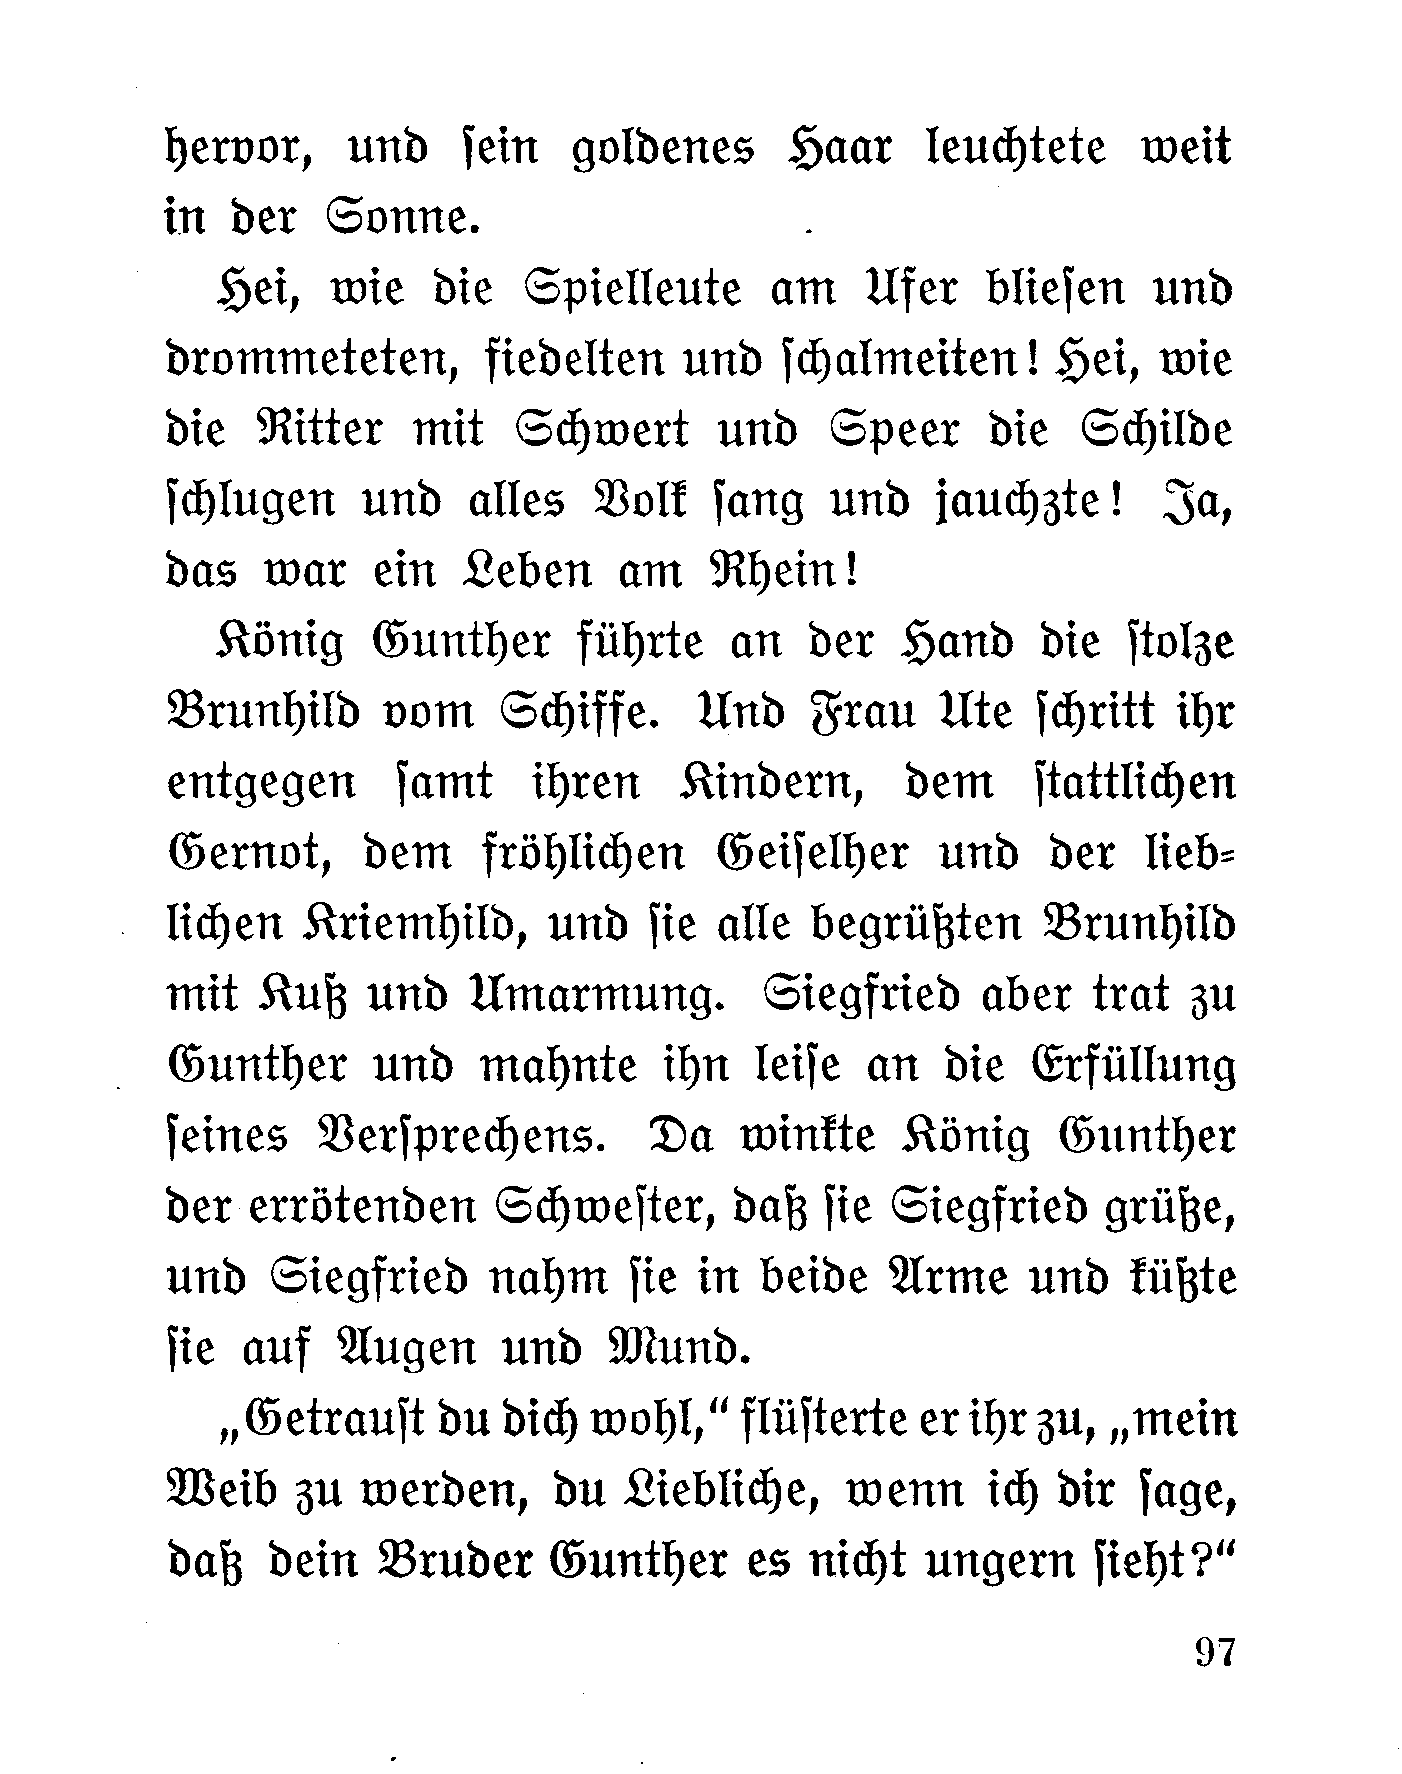 hervor, und ſein goldenes Haar leuchtete weit
in der Sonne.
Hei, wie die Spielleute am Ufer blieſen und
drommeteten, fiedelten und ſchalmeiten! Hei, wie
die Ritter mit Schwert und Speer die Schilde
ſchlugen und alles Volk ſang und jauchzte! Ja,
das war ein Leben am Rhein!
König Gunther führte an der Hand die ſtolze
Brunhild vom Schiffe. Und Frau Ute ſchritt ihr
entgegen ſamt ihren Kindern, dem ſtattlichen
Gernot, dem fröhlichen Geiſelher und der lieb-
lichen Kriemhild, und ſie alle begrüßten Brunhild
mit Kuß und Umarmung. Siegfried aber trat zu
Gunther und mahnte ihn leiſe an die Erfüllung
ſeines Verſprechens. Da winkte König Gunther
der errötenden Schweſter, daß ſie Siegfried grüße,
und Siegfried nahm ſie in beide Arme und küßte
ſie auf Augen und Mund.
„Getrauſt du dich wohl,“ flüſterte er ihr zu, „mein
Weib zu werden, du Liebliche, wenn ich dir ſage,
daß dein Bruder Gunther es nicht ungern ſieht?“
97